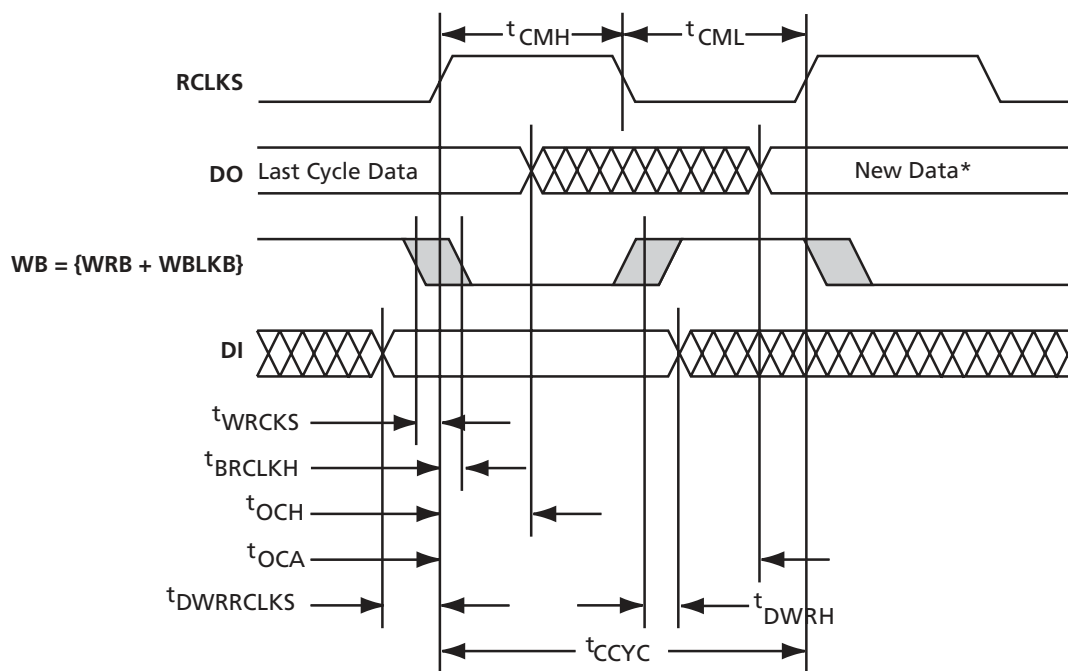 tCMH
tCML
RCLKS
DO
Last Cycle Data
New Data*
WB = {WRB + WBLKB}
DI
tWRCKS
tBRCLKH
tOCH
tOCA
tDWRRCLKS
tDWRH
tCCYC